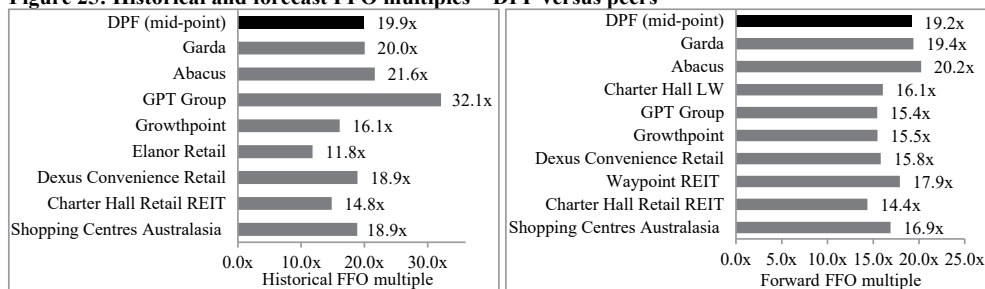 Figure 25: Historical and forecast FFO multiples – DPF versus peers
DPF (mid-point) 19.9x
Garda 20.0x
Abacus 21.6x
GPT Group 32.1x
Growthpoint 16.1x
Elanor Retail 11.8x
Dexus Convenience Retail 18.9x
Charter Hall Retail REIT 14.8x
Shopping Centres Australasia 18.9x
0.0x 10.0x 20.0x 30.0x
Historical FFO multiple
DPF (mid-point) 19.2x
Garda 19.4x
Abacus 20.2x
Charter Hall LW 16.1x
GPT Group 15.4x
Growthpoint 15.5x
Dexus Convenience Retail 15.8x
Waypoint REIT 17.9x
Charter Hall Retail REIT 14.4x
Shopping Centres Australasia 16.9x
0.0x 5.0x 10.0x 15.0x 20.0x 25.0x
Forward FFO multiple